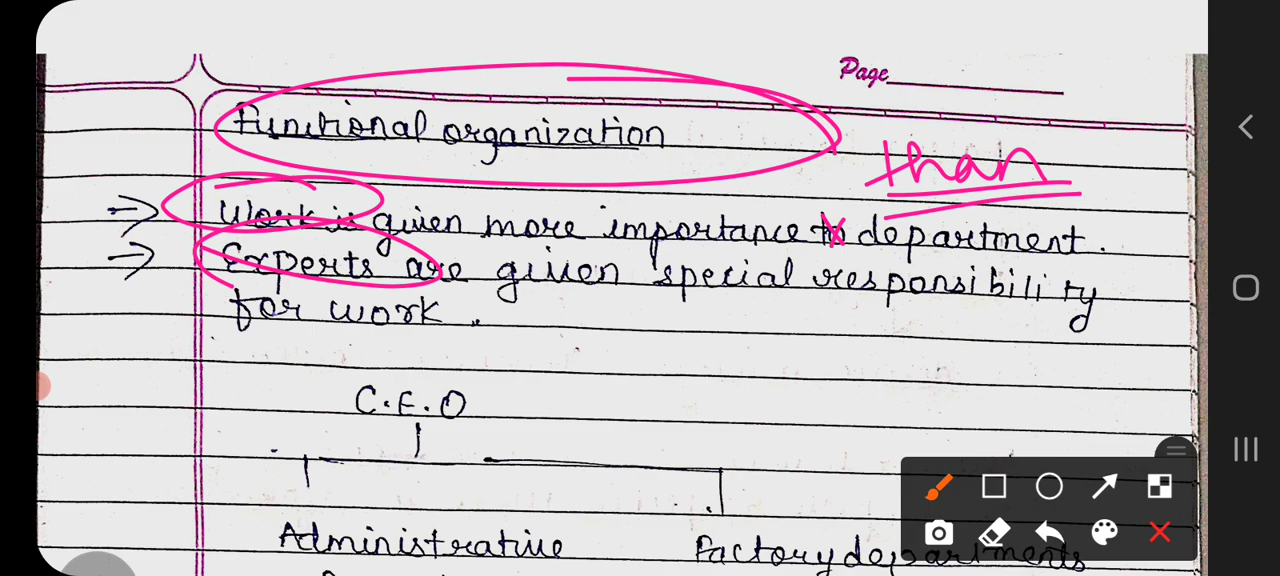 Page
Functional organization
than
Work is given more importance department.
Experts are given special responsibility
for work.
C.E.O
Administrative Factory departments